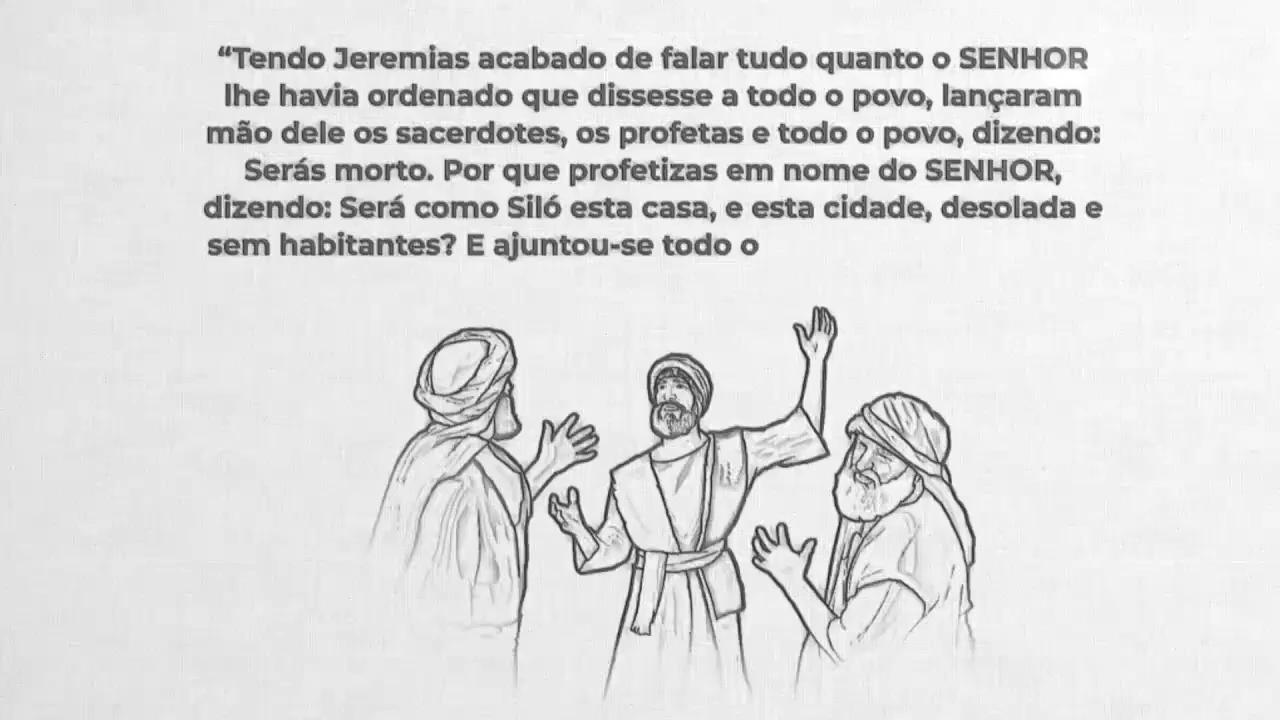 “Tendo Jeremias acabado de falar tudo quanto o SENHOR
lhe havia ordenado que dissesse a todo o povo, lançaram
mão dele os sacerdotes, os profetas e todo o povo, dizendo:
Serás morto. Por que profetizas em nome do SENHOR,
dizendo: Será como Siló esta casa, e esta cidade, desolada e
sem habitantes? E ajuntou-se todo o